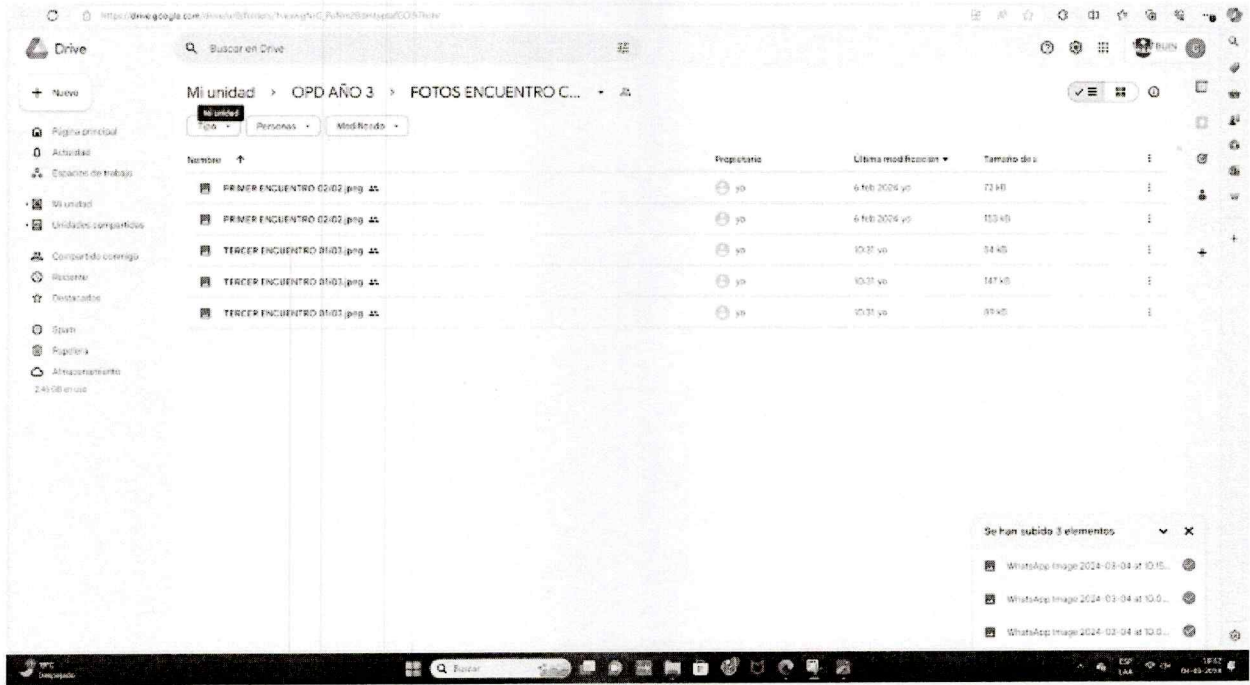 Drive
Buscar en Drive
BUIN
G
+ Nuevo
Mi unidad > OPD AÑO 3 > FOTOS ENCUENTRO C...
Mi unidad
Tipo
Personas
Modificado
Página principal
Actividad
Espacios de trabajo
Mi unidad
Unidades compartidas
Compartido conmigo
Reciente
Destacados
Spam
Papelera
Almacenamiento
Nombre
Propietario
Última modificación
PRIMER ENCUENTRO 02/02.jpeg yo 6 feb 2024 yo 72 kB
PRIMER ENCUENTRO 02/02.jpeg yo 6 feb 2024 yo 153 kB
TERCER ENCUENTRO 01/03.jpeg yo 10:31 yo
TERCER ENCUENTRO 01/03.jpeg yo 10:31 yo 147 kB
TERCER ENCUENTRO 01/03.jpeg yo 10:31 yo
Se han subido 3 elementos
WhatsApp Image 2024-03-04 at 10.15...
WhatsApp Image 2024-03-04 at 10.0...
WhatsApp Image 2024-03-04 at 10.0...
Despejado
Buscar
ESP
LAA